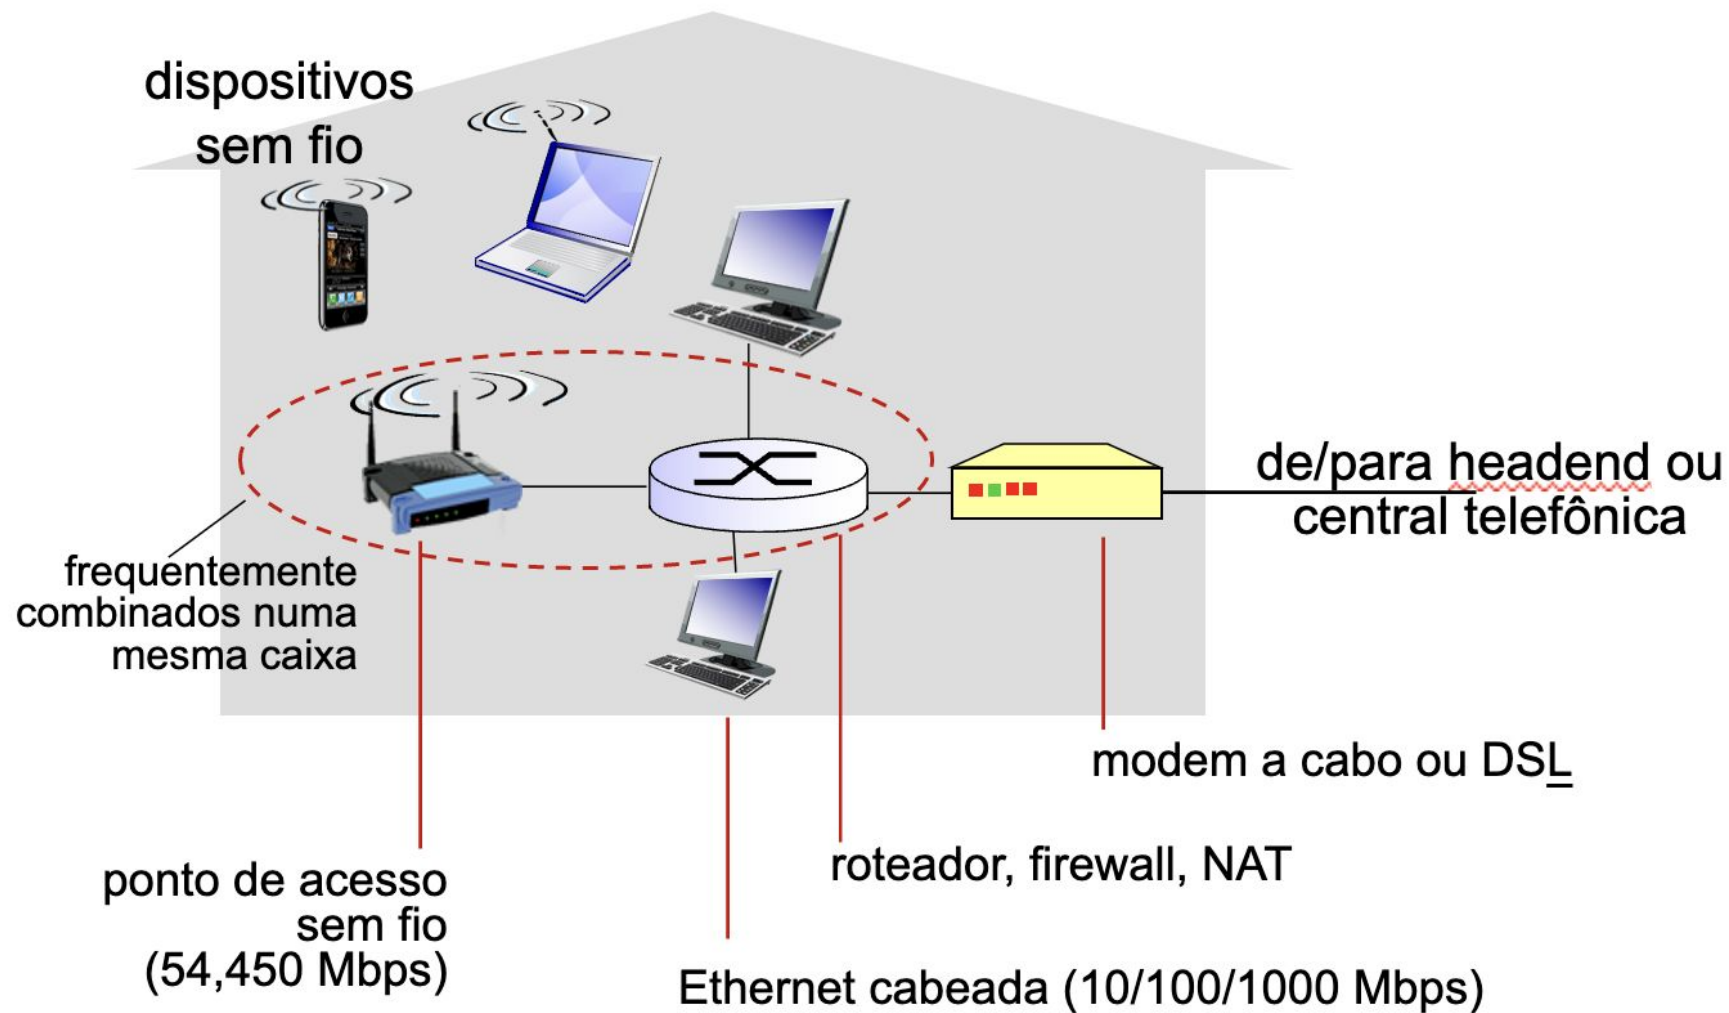 dispositivos
sem fio
de/para headend ou
central telefônica
frequentemente
combinados numa
mesma caixa
modem a cabo ou DSL
roteador, firewall, NAT
ponto de acesso
sem fio
(54,450 Mbps)
Ethernet cabeada (10/100/1000 Mbps)